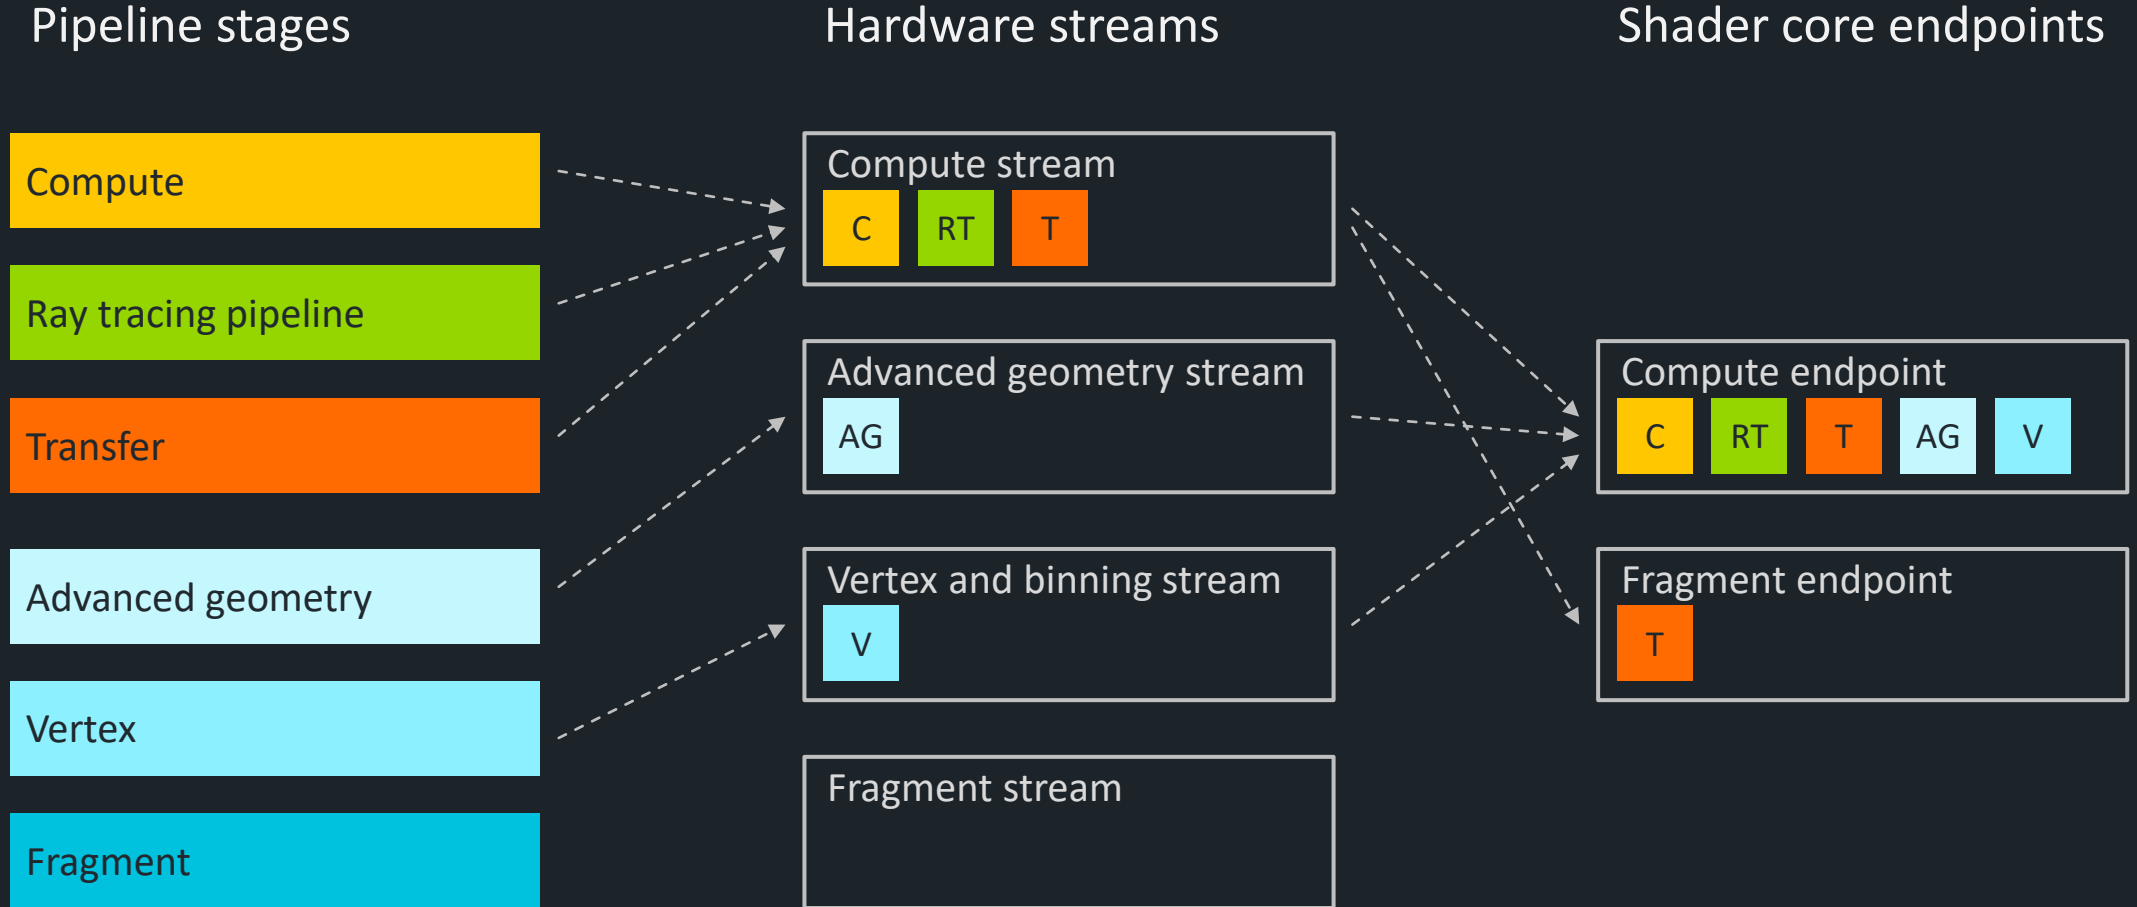 Pipeline stages
Hardware streams
Shader core endpoints
Compute
Ray tracing pipeline
Transfer
Advanced geometry
Vertex
Fragment
Compute stream
C RT T
Advanced geometry stream
AG
Vertex and binning stream
V
Fragment stream
Compute endpoint
C RT T AG V
Fragment endpoint
T